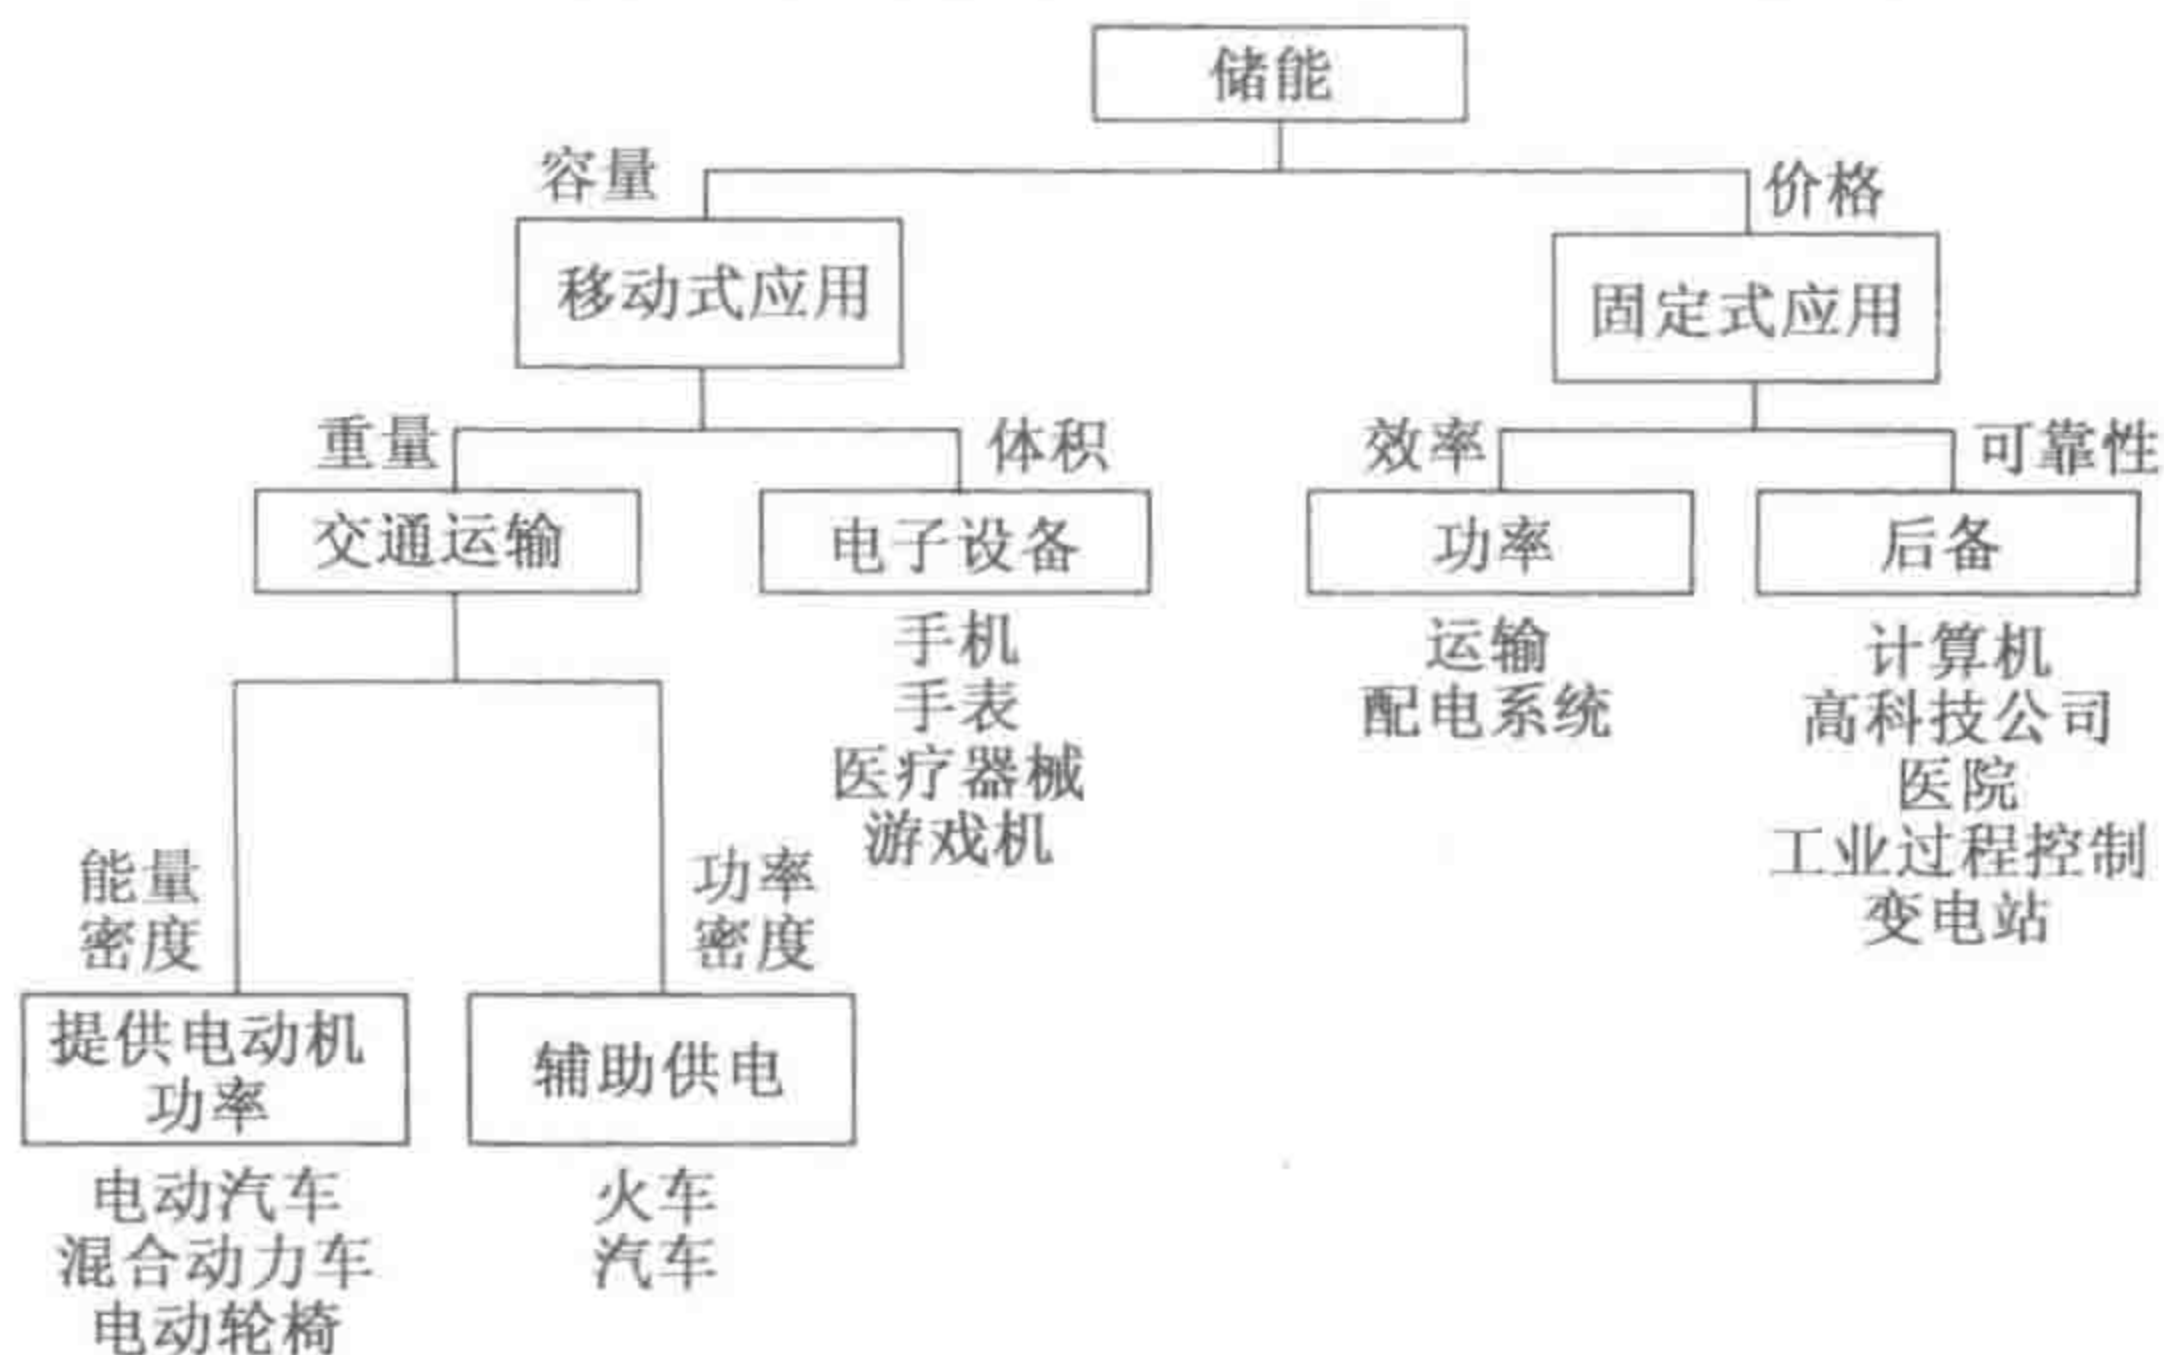 储能
容量
价格
移动式应用
固定式应用
重量
体积
效率
可靠性
交通运输
电子设备
功率
后备
手机
手表
医疗器械
游戏机
运输
配电系统
计算机
高科技公司
医院
工业过程控制
变电站
能量
密度
功率
密度
提供电动机
功率
辅助供电
电动汽车
混合动力车
电动轮椅
火车
汽车